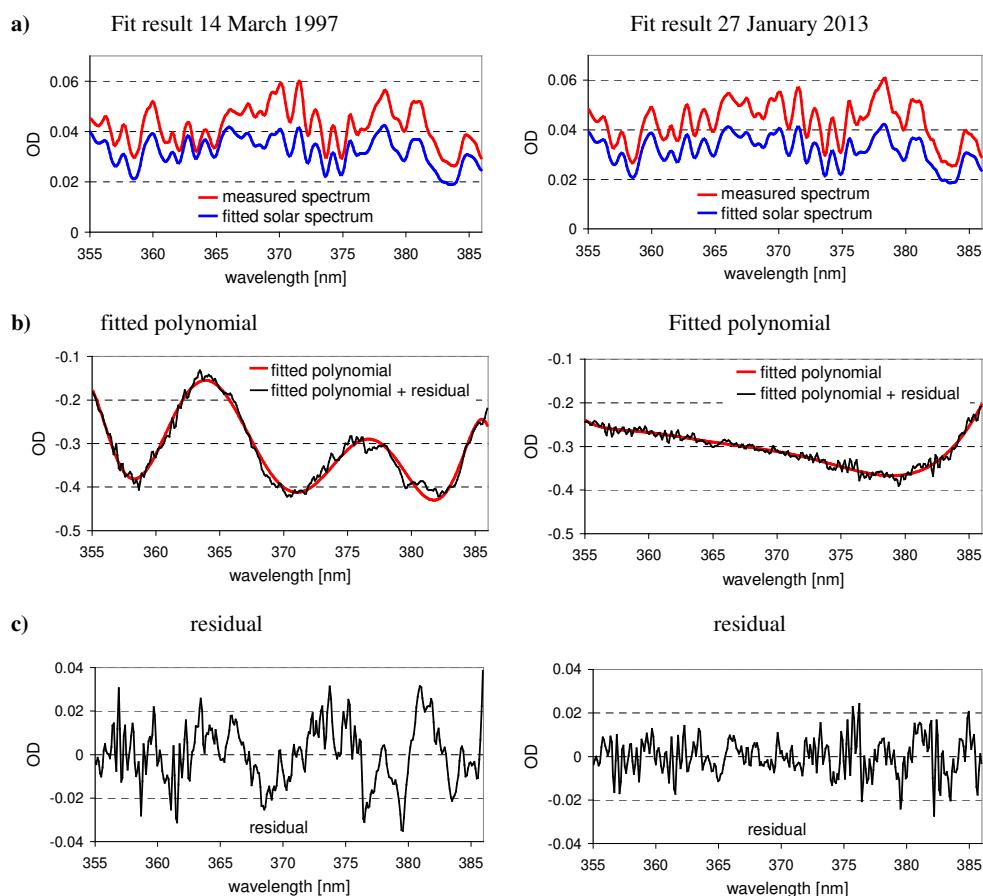 a) Fit result 14 March 1997
Fit result 27 January 2013
OD
0.06
0.04
0.02
0
measured spectrum
fitted solar spectrum
355 360 365 370 375 380 385
wavelength [nm]
OD
0.06
0.04
0.02
0
measured spectrum
fitted solar spectrum
355 360 365 370 375 380 385
wavelength [nm]
b) fitted polynomial
Fitted polynomial
OD
-0.1
-0.2
-0.3
-0.4
-0.5
fitted polynomial
fitted polynomial + residual
355 360 365 370 375 380 385
wavelength [nm]
OD
-0.1
-0.2
-0.3
-0.4
-0.5
fitted polynomial
fitted polynomial + residual
355 360 365 370 375 380 385
wavelength [nm]
c) residual
residual
OD
0.04
0.02
0
-0.02
-0.04
residual
355 360 365 370 375 380 385
wavelength [nm]
OD
0.04
0.02
0
-0.02
-0.04
residual
355 360 365 370 375 380 385
wavelength [nm]